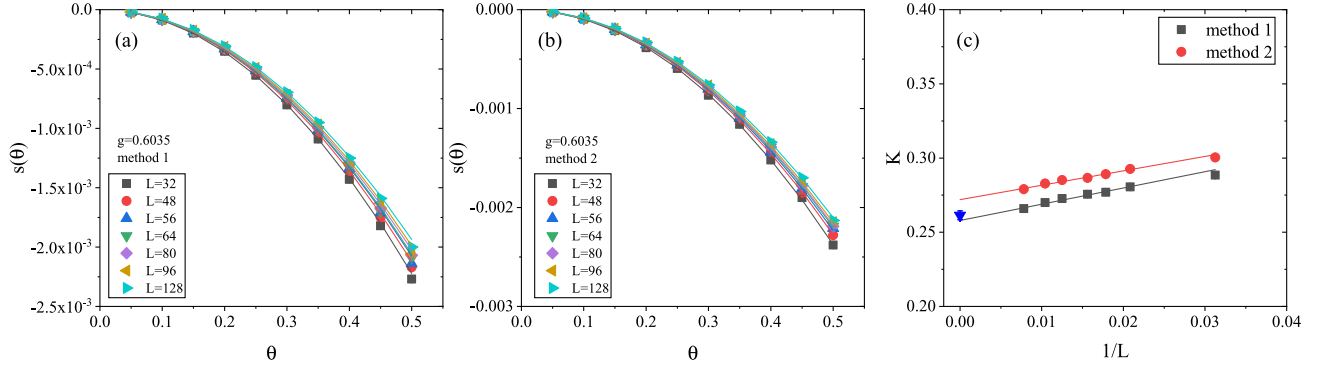 (a)
0.0
-5.0x10⁻⁴
-1.0x10⁻³
-1.5x10⁻³
-2.0x10⁻³
-2.5x10⁻³
s(θ)
g=0.6035
method 1
L=32
L=48
L=56
L=64
L=80
L=96
L=128
0.0 0.1 0.2 0.3 0.4 0.5
θ
(b)
0.000
-0.001
-0.002
-0.003
s(θ)
g=0.6035
method 2
L=32
L=48
L=56
L=64
L=80
L=96
L=128
0.0 0.1 0.2 0.3 0.4 0.5
θ
(c)
method 1
method 2
0.40
0.35
0.30
0.25
0.20
K
0.00 0.01 0.02 0.03 0.04
1/L